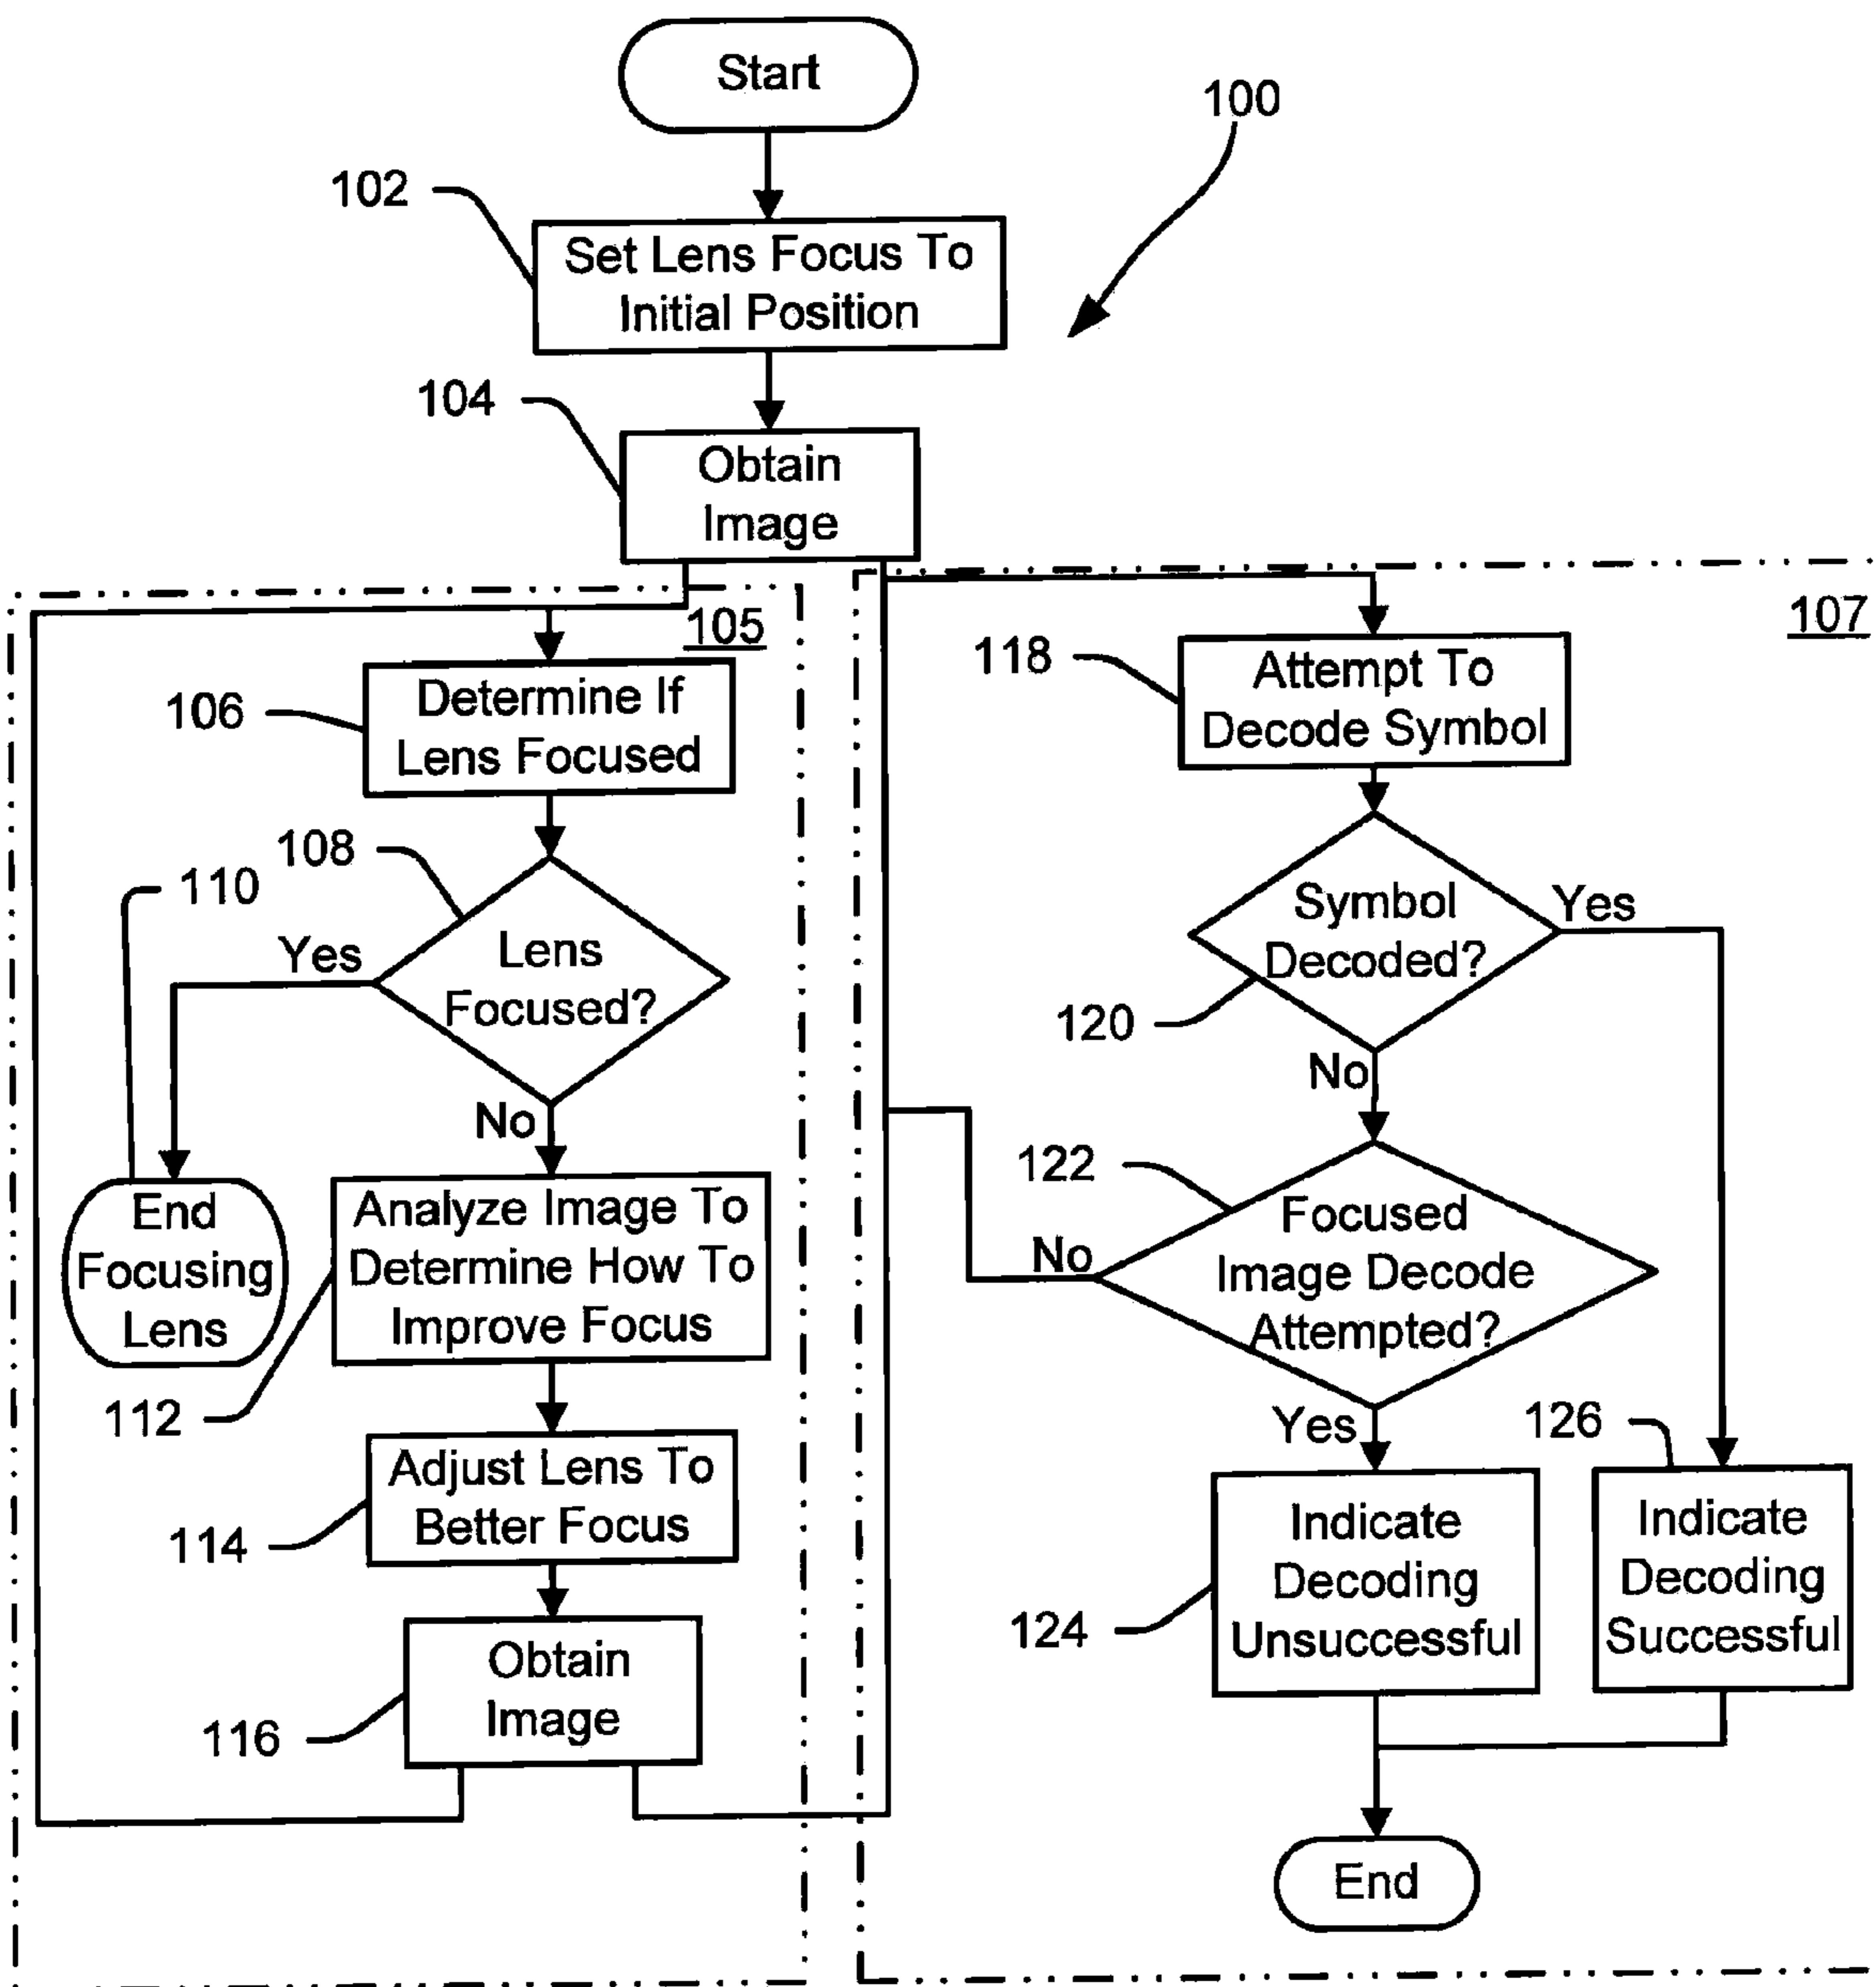 Start
100
102
Set Lens Focus To
Initial Position
104
Obtain
Image
105
107
106
Determine If
Lens Focused
108
110
Yes
Lens
Focused?
No
End
Focusing
Lens
112
Analyze Image To
Determine How To
Improve Focus
114
Adjust Lens To
Better Focus
116
Obtain
Image
118
Attempt To
Decode Symbol
Symbol
Decoded?
Yes
120
No
122
Focused
Image Decode
Attempted?
No
Yes
126
124
Indicate
Decoding
Unsuccessful
Indicate
Decoding
Successful
End